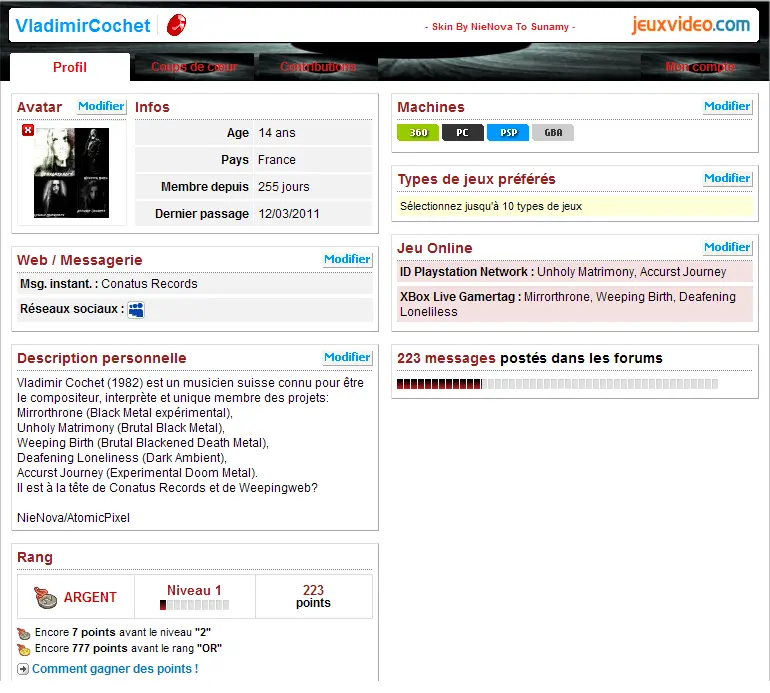 VladimirCochet
- Skin By NieNova To Sunamy -
jeuxvideo.com
Profil
Coups de cœur
Contributions
Mon compte
Avatar
Modifier
Infos
Age 14 ans
Pays France
Membre depuis 255 jours
Dernier passage 12/03/2011
Web / Messagerie
Modifier
Msg. instant. : Conatus Records
Réseaux sociaux :
Description personnelle
Modifier
Vladimir Cochet (1982) est un musicien suisse connu pour être
le compositeur, interprète et unique membre des projets:
Mirrorthrone (Black Metal expérimental),
Unholy Matrimony (Brutal Black Metal),
Weeping Birth (Brutal Blackened Death Metal),
Deafening Loneliness (Dark Ambient),
Accurst Journey (Experimental Doom Metal).
Il est à la tête de Conatus Records et de Weepingweb?
NieNova/AtomicPixel
Rang
ARGENT
Niveau 1
223
points
Encore 7 points avant le niveau "2"
Encore 777 points avant le rang "OR"
Comment gagner des points !
Machines
Modifier
360 PC PSP GBA
Types de jeux préférés
Modifier
Sélectionnez jusqu'à 10 types de jeux
Jeu Online
Modifier
ID Playstation Network : Unholy Matrimony, Accurst Journey
XBox Live Gamertag : Mirrorthrone, Weeping Birth, Deafening
Loneliless
223 messages postés dans les forums